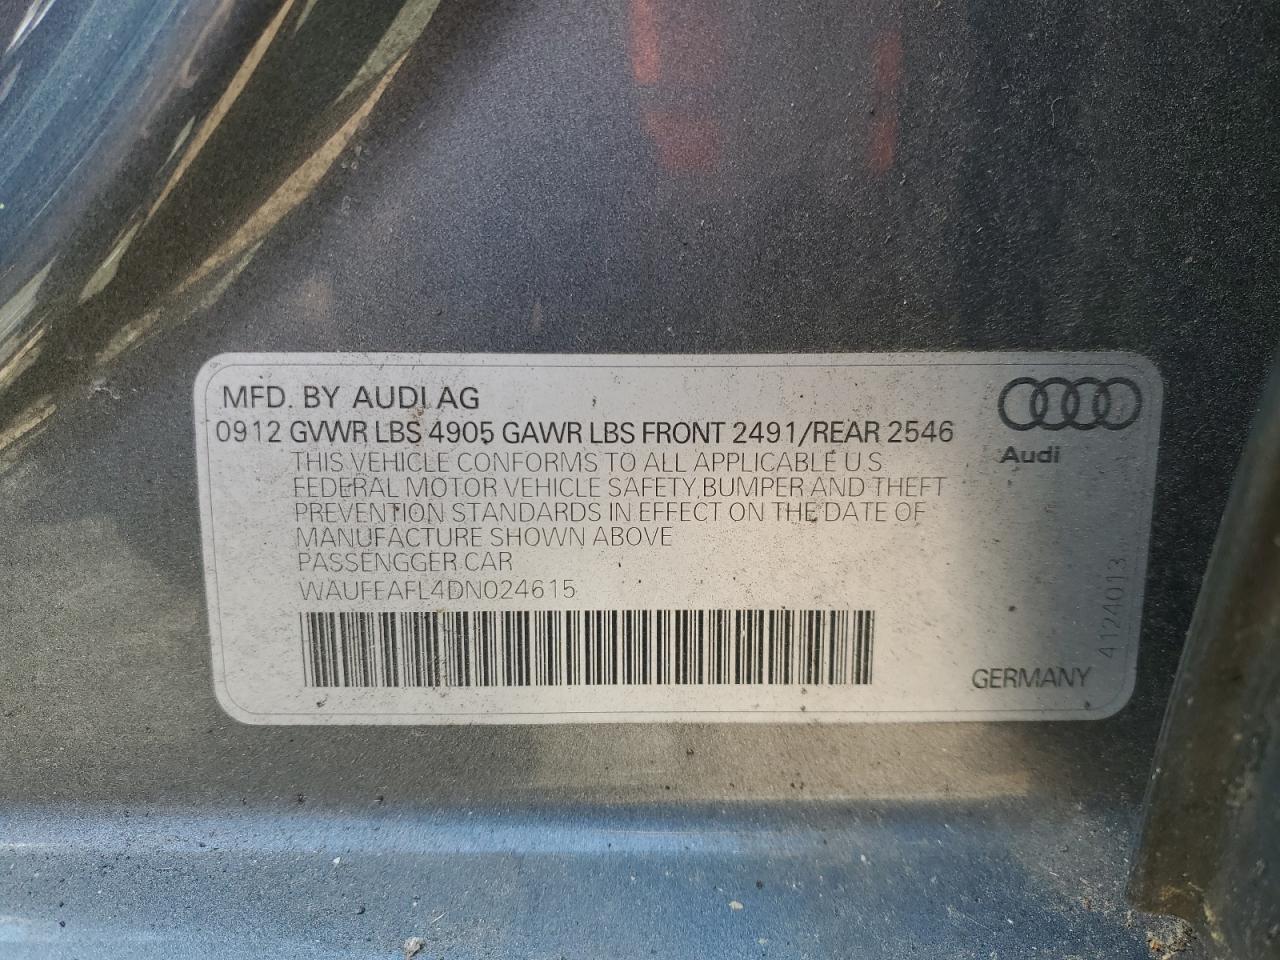 MFD. BY AUDI AG
0912 GVWR LBS 4905 GAWR LBS FRONT 2491/REAR 2546
THIS VEHICLE CONFORMS TO ALL APPLICABLE U.S
FEDERAL MOTOR VEHICLE SAFETY, BUMPER AND THEFT
PREVENTION STANDARDS IN EFFECT ON THE DATE OF
MANUFACTURE SHOWN ABOVE
PASSENGGER CAR
WAUFEAFL4DN024615
Audi
4124013
GERMANY